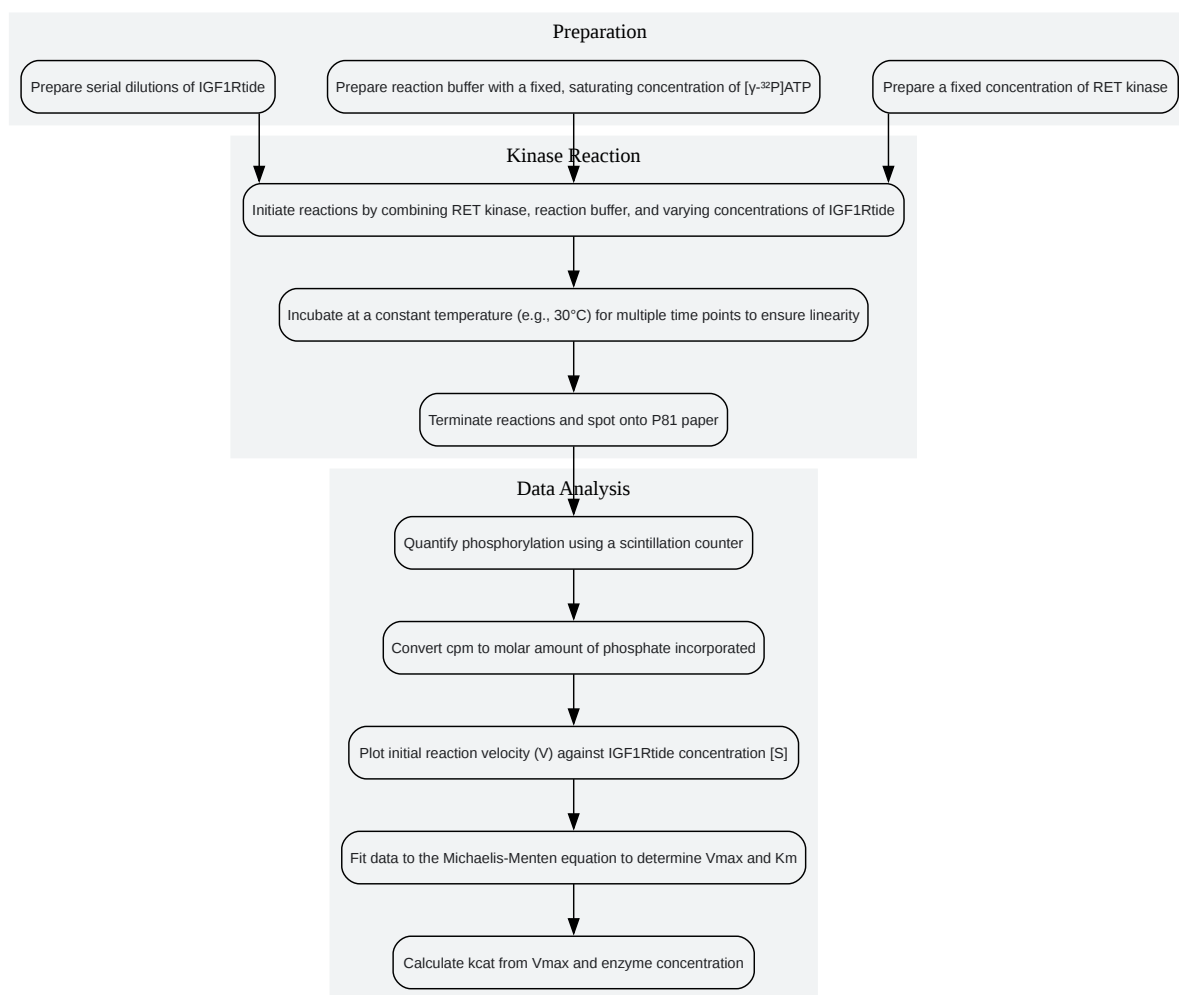 Preparation
Prepare serial dilutions of IGF1Rtide
Prepare reaction buffer with a fixed, saturating concentration of [γ-³²P]ATP
Prepare a fixed concentration of RET kinase
Kinase Reaction
Initiate reactions by combining RET kinase, reaction buffer, and varying concentrations of IGF1Rtide
Incubate at a constant temperature (e.g., 30°C) for multiple time points to ensure linearity
Terminate reactions and spot onto P81 paper
Data Analysis
Quantify phosphorylation using a scintillation counter
Convert cpm to molar amount of phosphate incorporated
Plot initial reaction velocity (V) against IGF1Rtide concentration [S]
Fit data to the Michaelis-Menten equation to determine Vmax and Km
Calculate kcat from Vmax and enzyme concentration